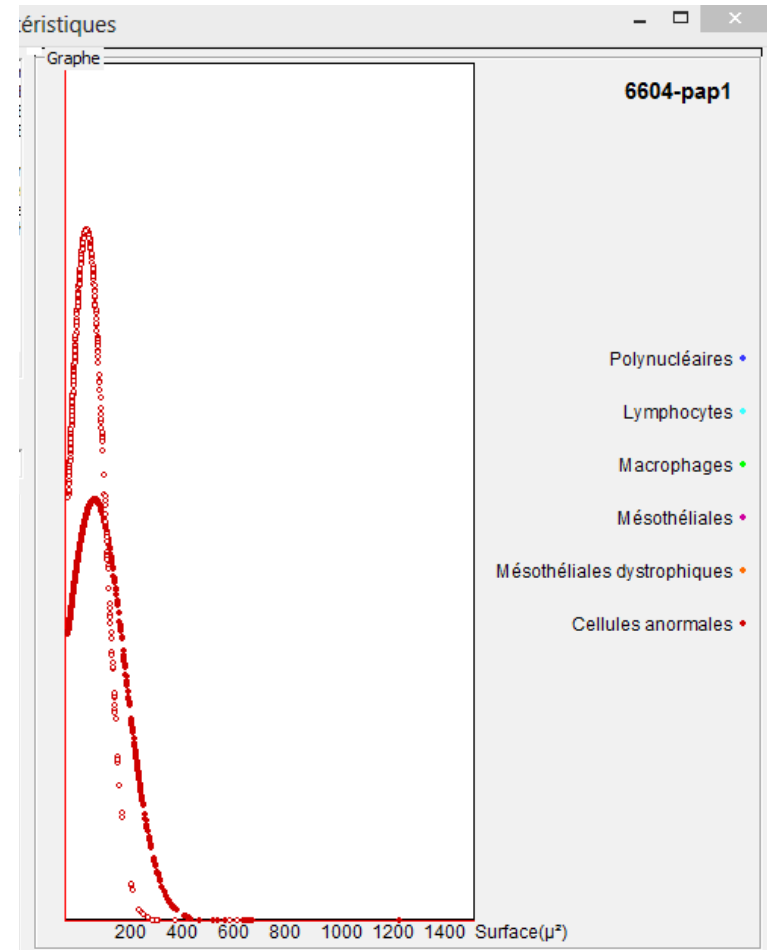 téristiques
Graphe
6604-pap1
Polynucléaires
Lymphocytes
Macrophages
Mésothéliales
Mésothéliales dystrophiques
Cellules anormales
200 400 600 800 1000 1200 1400 Surface(μ²)